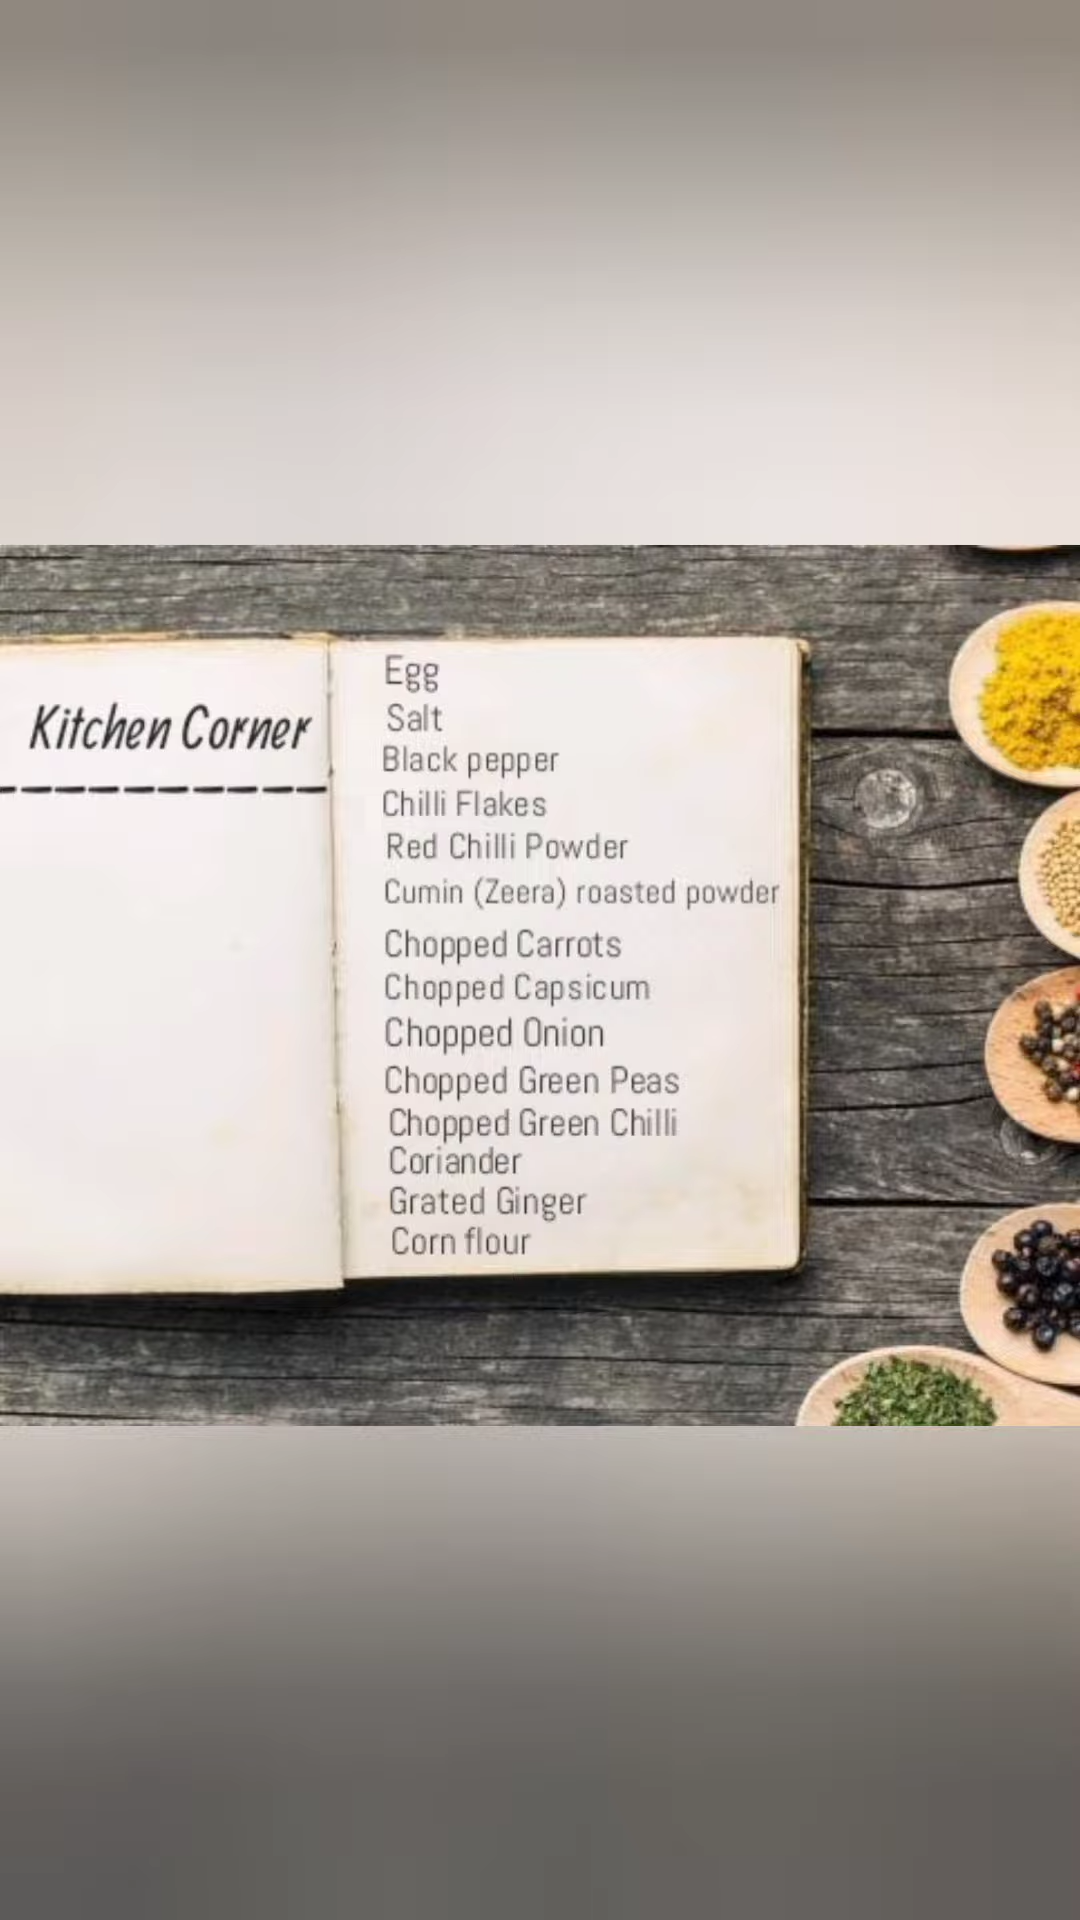 Kitchen Corner
Egg
Salt
Black pepper
Chilli Flakes
Red Chilli Powder
Cumin (Zeera) roasted powder
Chopped Carrots
Chopped Capsicum
Chopped Onion
Chopped Green Peas
Chopped Green Chilli
Coriander
Grated Ginger
Corn flour